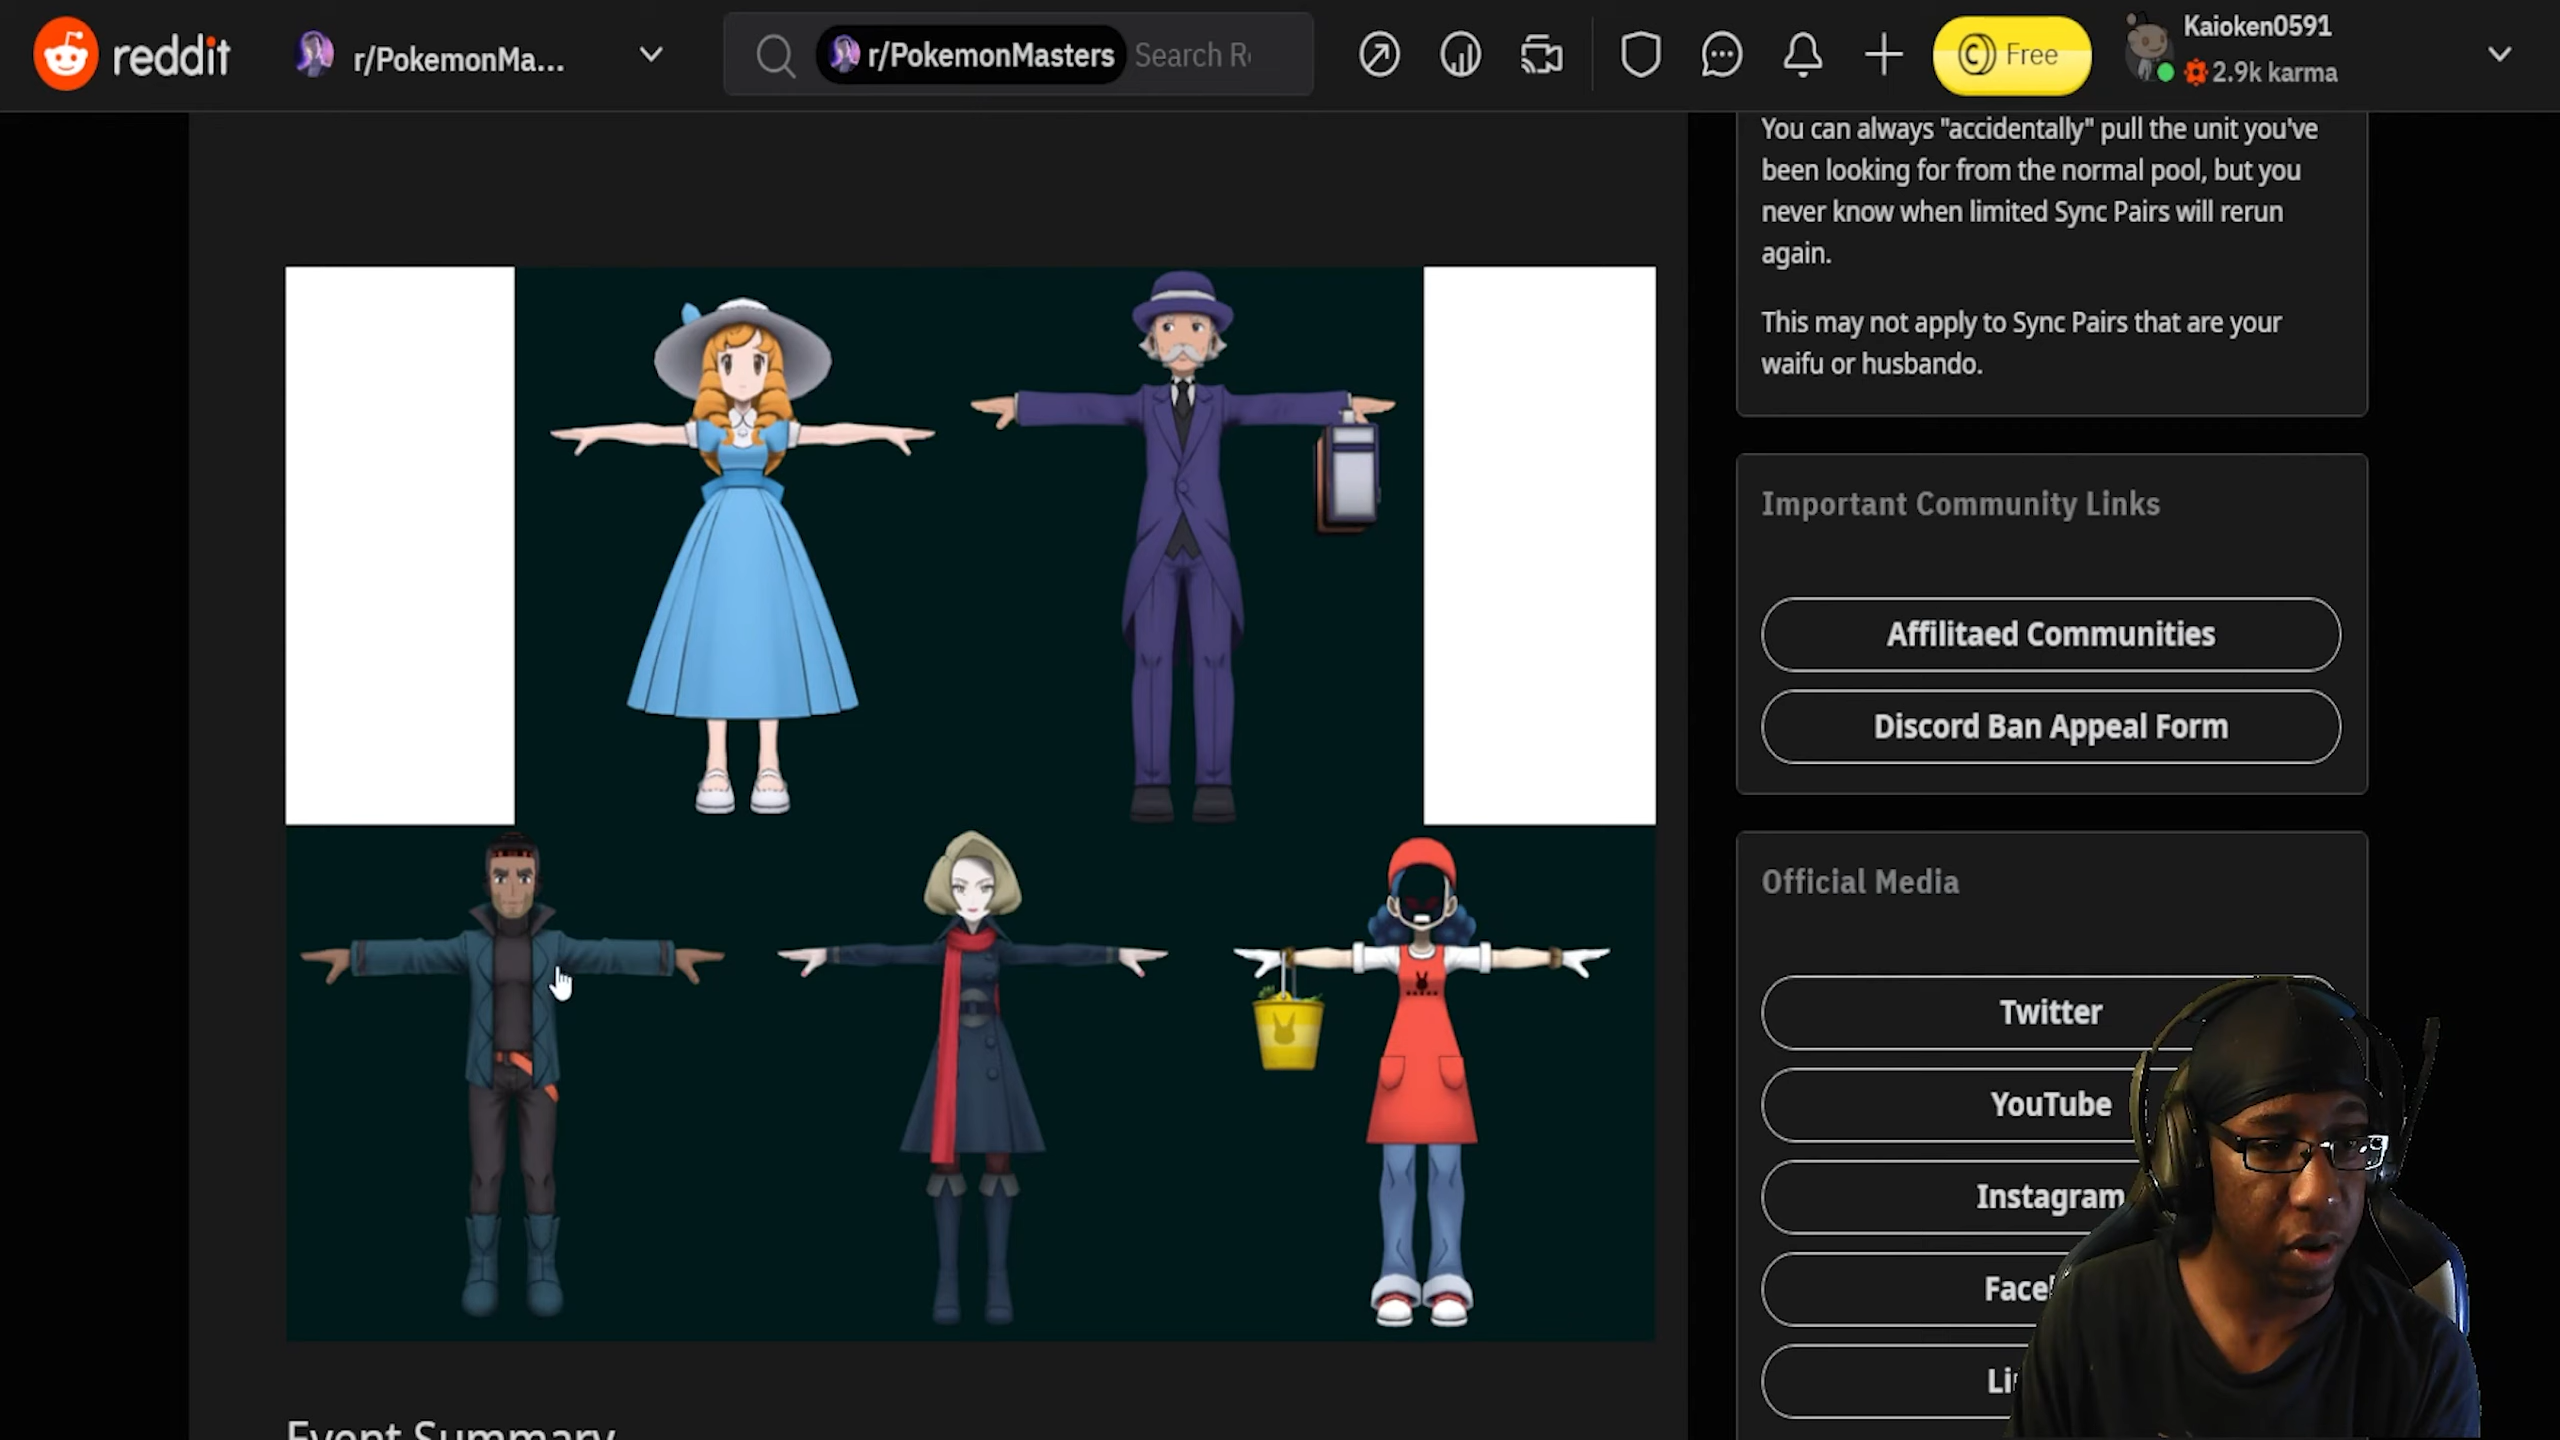 reddit
r/PokemonMa...
r/PokemonMasters
Search R
Free
Kaioken0591
2.9k karma
You can always "accidentally" pull the unit you've
been looking for from the normal pool, but you
never know when limited Sync Pairs will rerun
again.
This may not apply to Sync Pairs that are your
waifu or husbando.
Important Community Links
Affilitaed Communities
Discord Ban Appeal Form
Official Media
Twitter
YouTube
Instagram
Event Summary